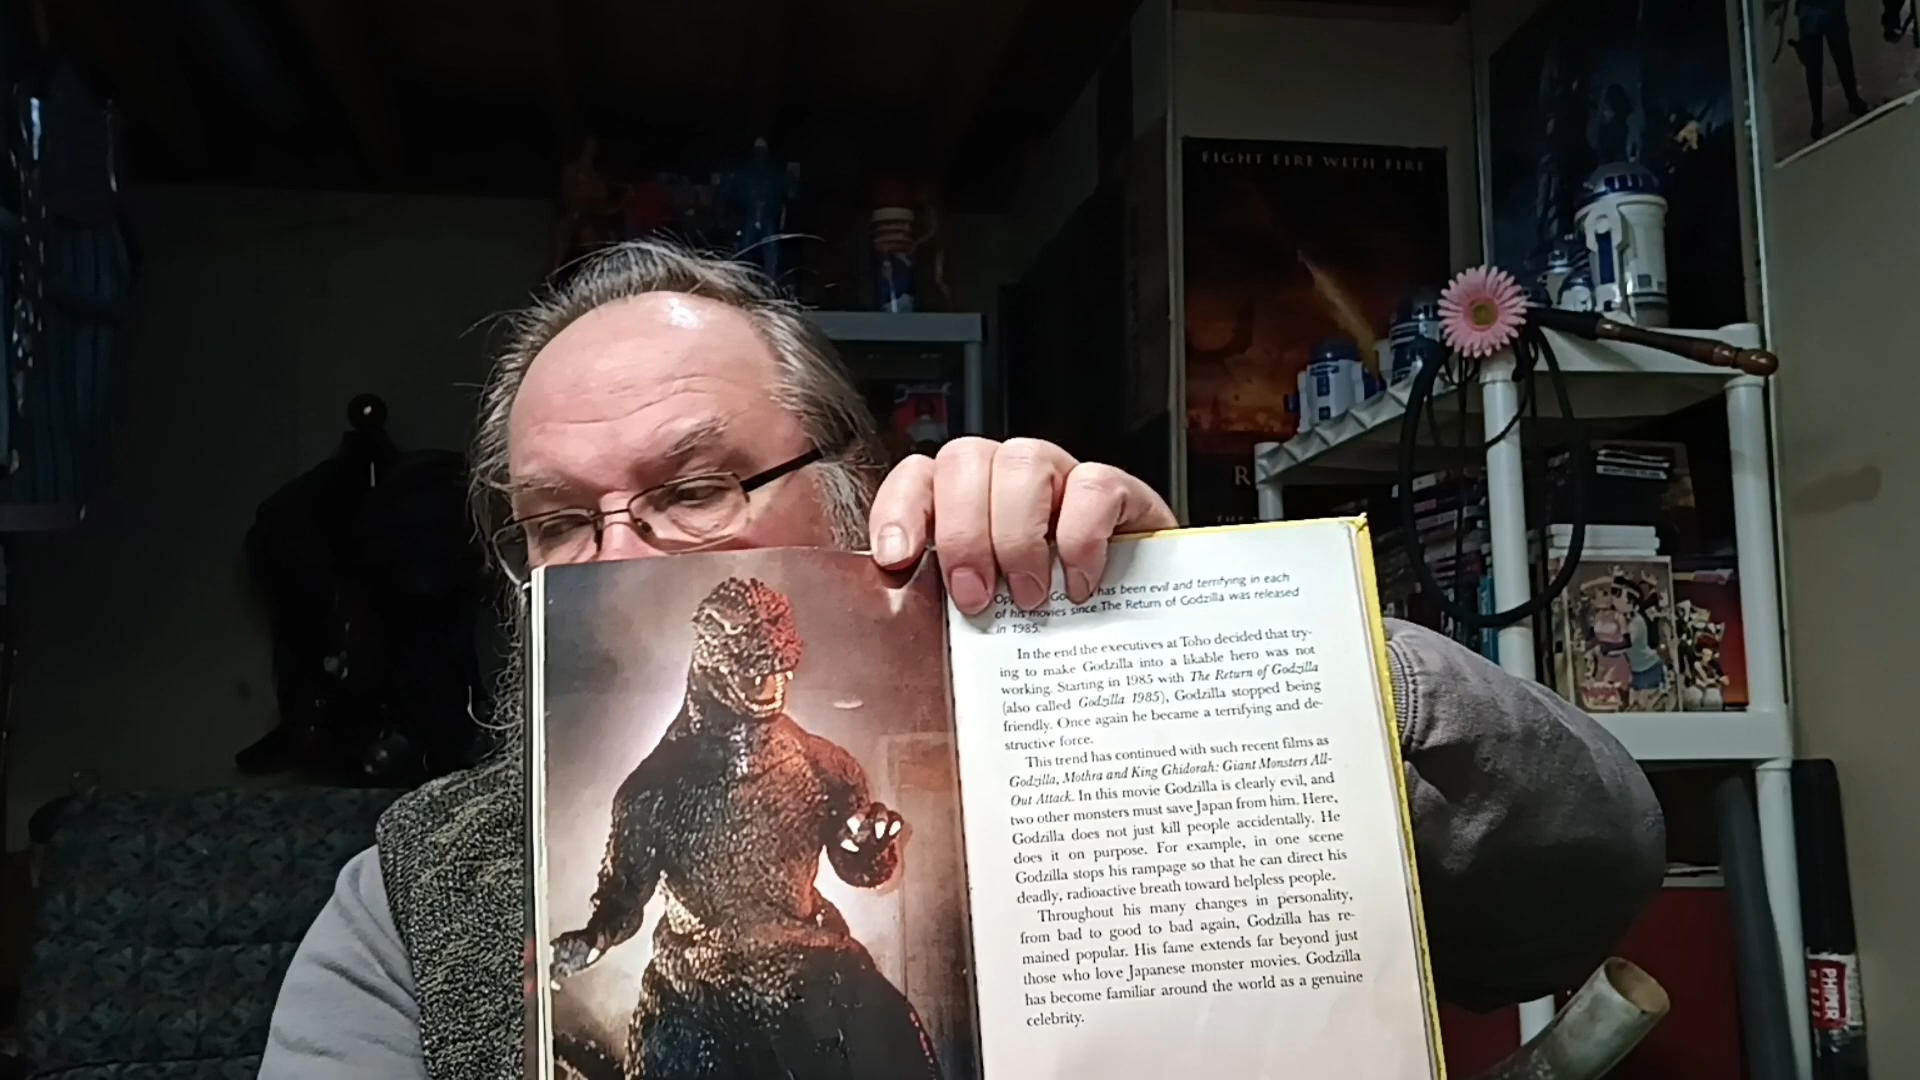 FIGHT FIRE WITH FIRE
R
has been evil and terrifying in each
of his movies since The Return of Godzilla was released
in 1985.
In the end the executives at Toho decided that try-
ing to make Godzilla into a likable hero was not
working. Starting in 1985 with The Return of Godzilla
(also called Godzilla 1985), Godzilla stopped being
friendly. Once again he became a terrifying and de-
structive force.
This trend has continued with such recent films as
Godzilla, Mothra and King Ghidorah: Giant Monsters All-
Out Attack. In this movie Godzilla is clearly evil, and
two other monsters must save Japan from him. Here,
Godzilla does not just kill people accidentally. He
does it on purpose. For example, in one scene
Godzilla stops his rampage so that he can direct his
deadly, radioactive breath toward helpless people.
Throughout his many changes in personality,
from bad to good to bad again, Godzilla has re-
mained popular. His fame extends far beyond just
those who love Japanese monster movies. Godzilla
has become familiar around the world as a genuine
celebrity.